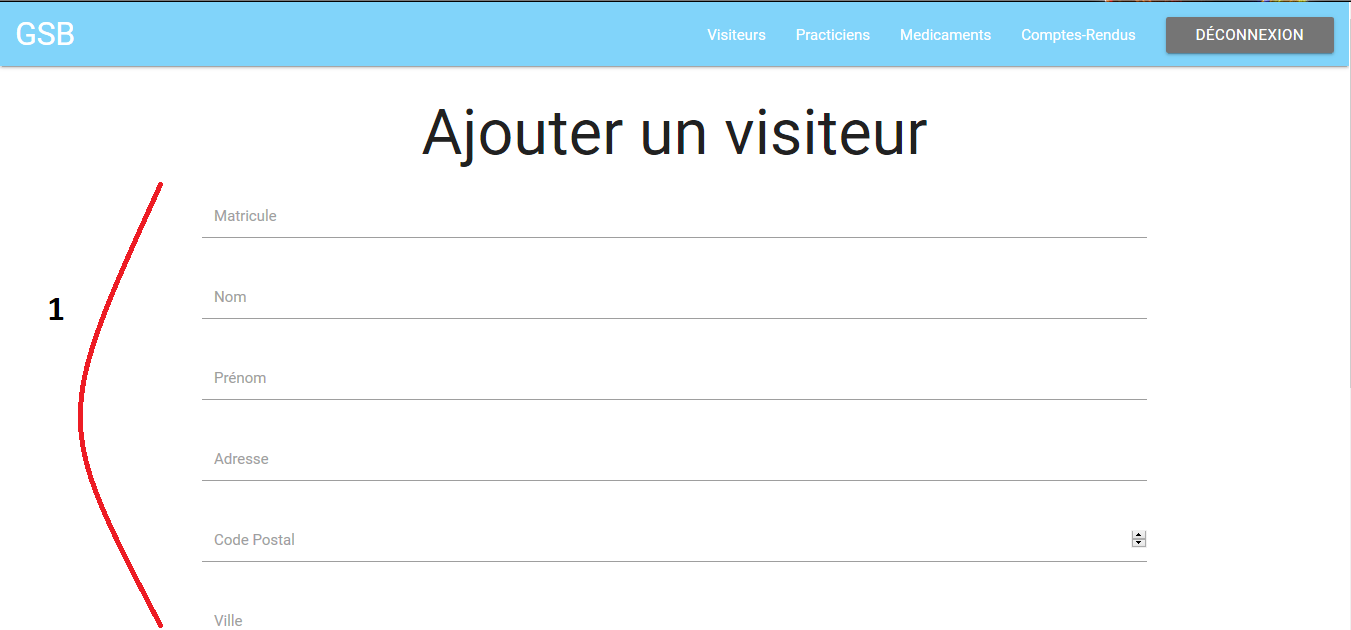 GSB
Visiteurs Practiciens Medicaments Comptes-Rendus DÉCONNEXION
Ajouter un visiteur
Matricule
Nom
1
Prénom
Adresse
Code Postal
Ville